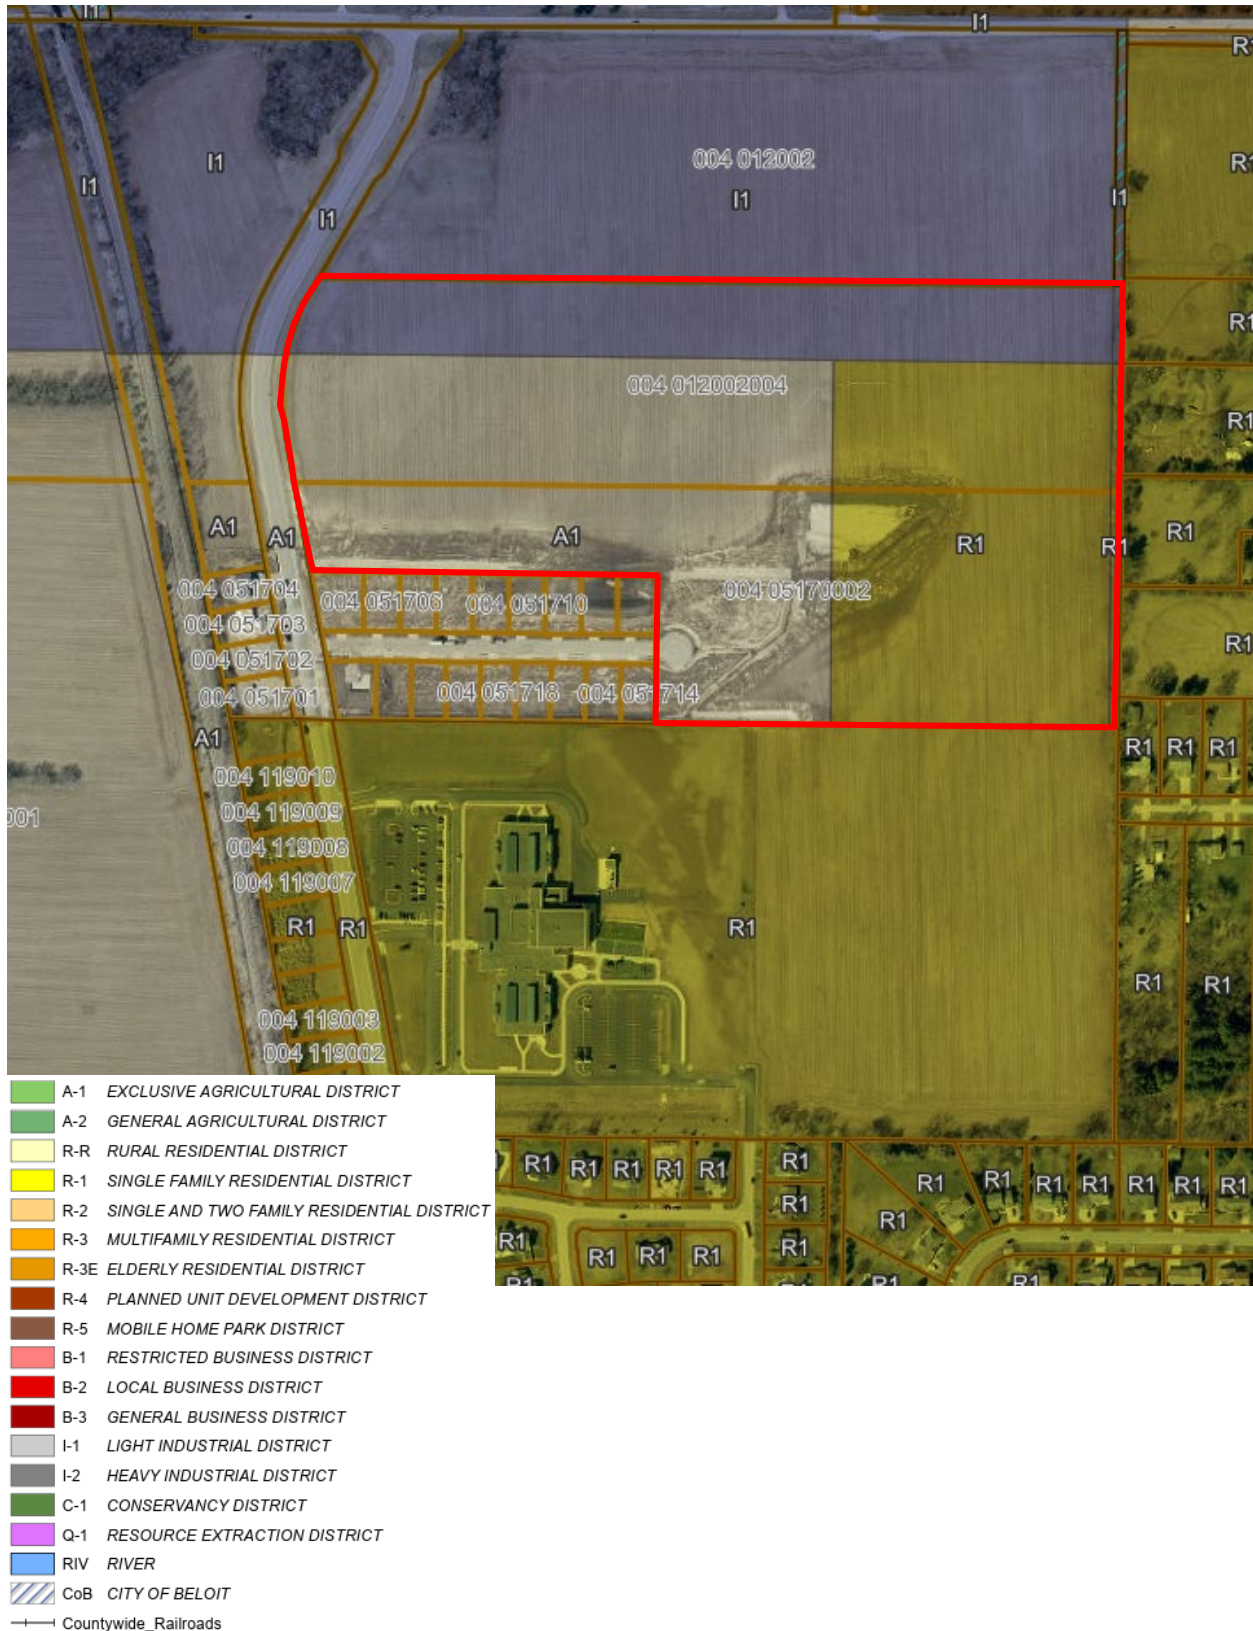 I1
I1
R1
004 012002
I1
R1
I1
I1
I1
I1
R1
004 012002004
R1
A1
A1
A1
R1
R1
R1
004 051704
004 051706
004 051710
004 05170002
004 051703
R1
004 051702
004 051701
004 051718
004 051714
A1
R1
R1
R1
004 119010
001
004 119009
004 119008
004 119007
R1
R1
R1
R1
R1
004 119003
004 119002
A-1 EXCLUSIVE AGRICULTURAL DISTRICT
A-2 GENERAL AGRICULTURAL DISTRICT
R-R RURAL RESIDENTIAL DISTRICT
R-1 SINGLE FAMILY RESIDENTIAL DISTRICT
R-2 SINGLE AND TWO FAMILY RESIDENTIAL DISTRICT
R-3 MULTIFAMILY RESIDENTIAL DISTRICT
R-3E ELDERLY RESIDENTIAL DISTRICT
R-4 PLANNED UNIT DEVELOPMENT DISTRICT
R-5 MOBILE HOME PARK DISTRICT
B-1 RESTRICTED BUSINESS DISTRICT
B-2 LOCAL BUSINESS DISTRICT
B-3 GENERAL BUSINESS DISTRICT
I-1 LIGHT INDUSTRIAL DISTRICT
I-2 HEAVY INDUSTRIAL DISTRICT
C-1 CONSERVANCY DISTRICT
Q-1 RESOURCE EXTRACTION DISTRICT
RIV RIVER
CoB CITY OF BELOIT
Countywide_Railroads
R1 R1 R1 R1 R1
R1
R1 R1 R1 R1 R1 R1 R1
R1
R1
R1
R1 R1 R1
R1
R1
R1
R1